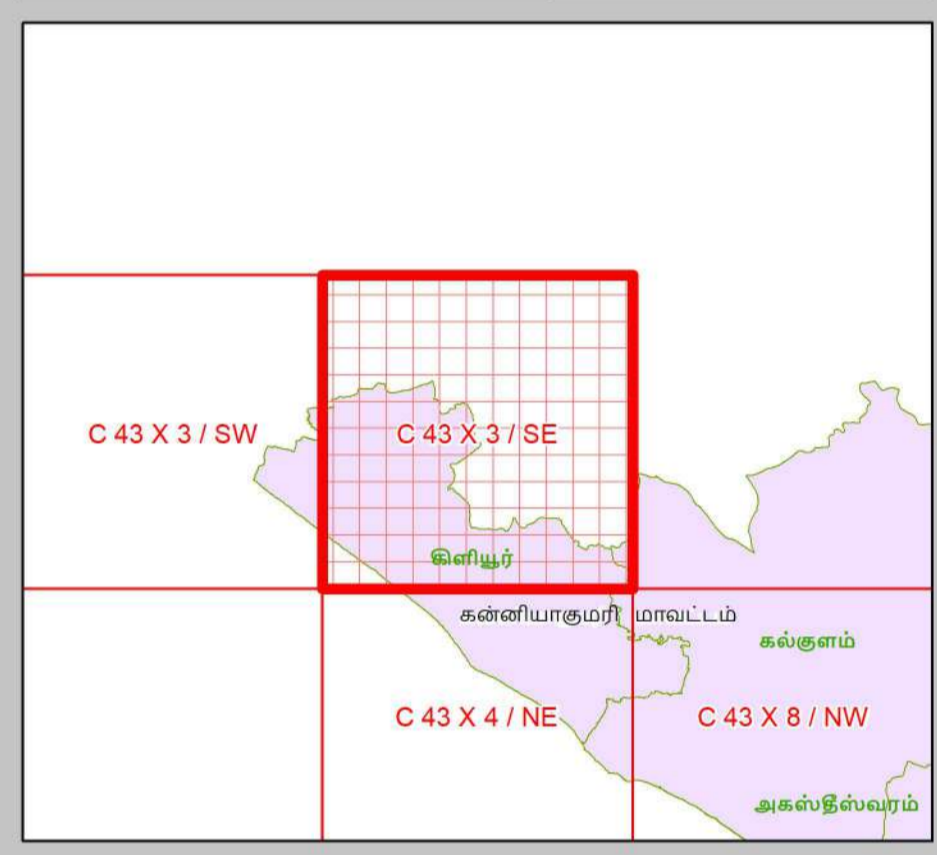 C 43 X 3 / SW
C 43 X 3 / SE
கிளியூர்
கன்னியாகுமரி மாவட்டம்
கல்குளம்
C 43 X 4 / NE
C 43 X 8 / NW
அகஸ்தீஸ்வரம்